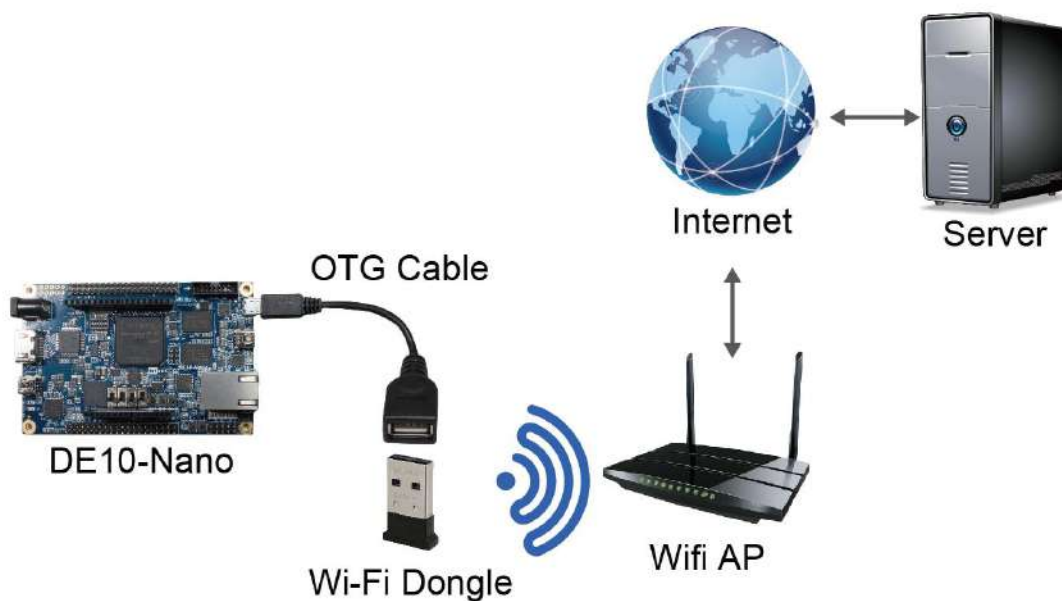 Internet
Server
OTG Cable
DE10-Nano
Wi-Fi Dongle
Wifi AP